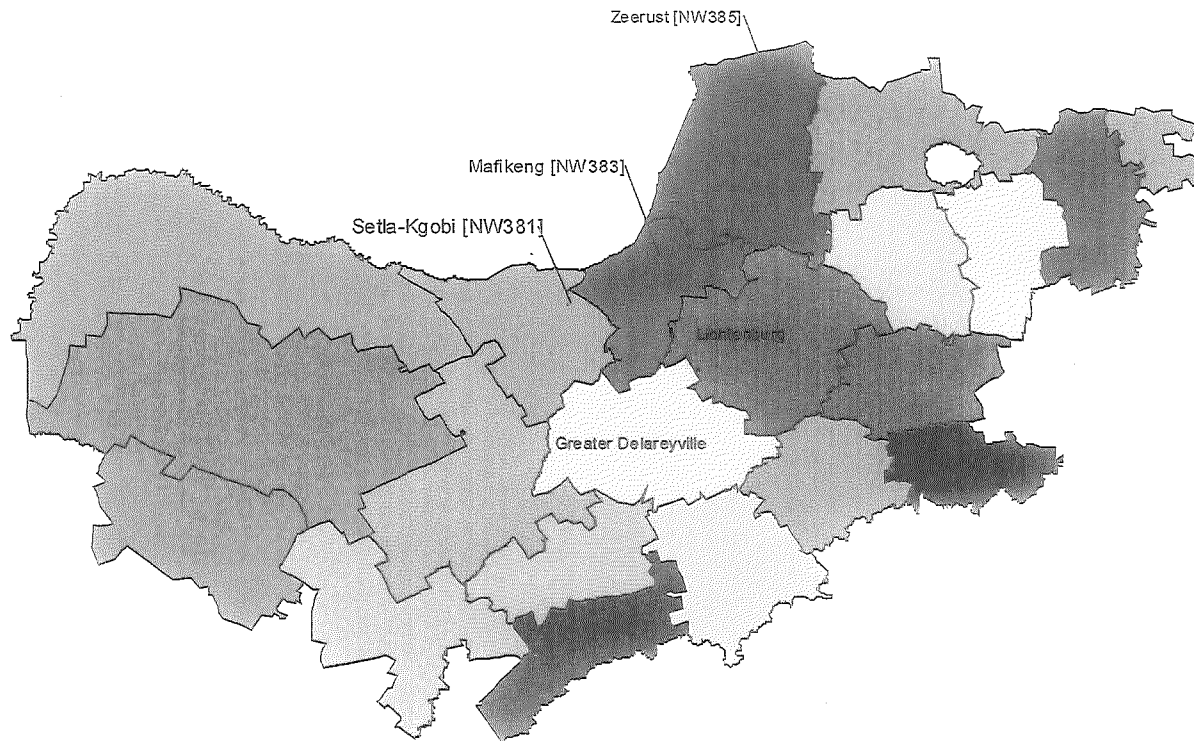 Zeerust [NW385]
Mafikeng [NW383]
Setla-Kgobi [NW381]
Lichtenburg
Greater Delareyville